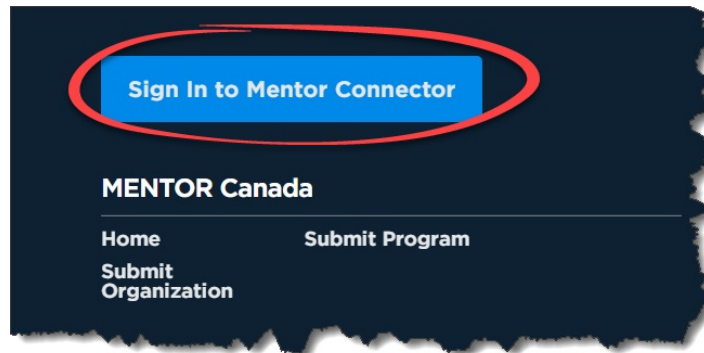 Sign In to Mentor Connector
MENTOR Canada
Home
Submit Program
Submit
Organization